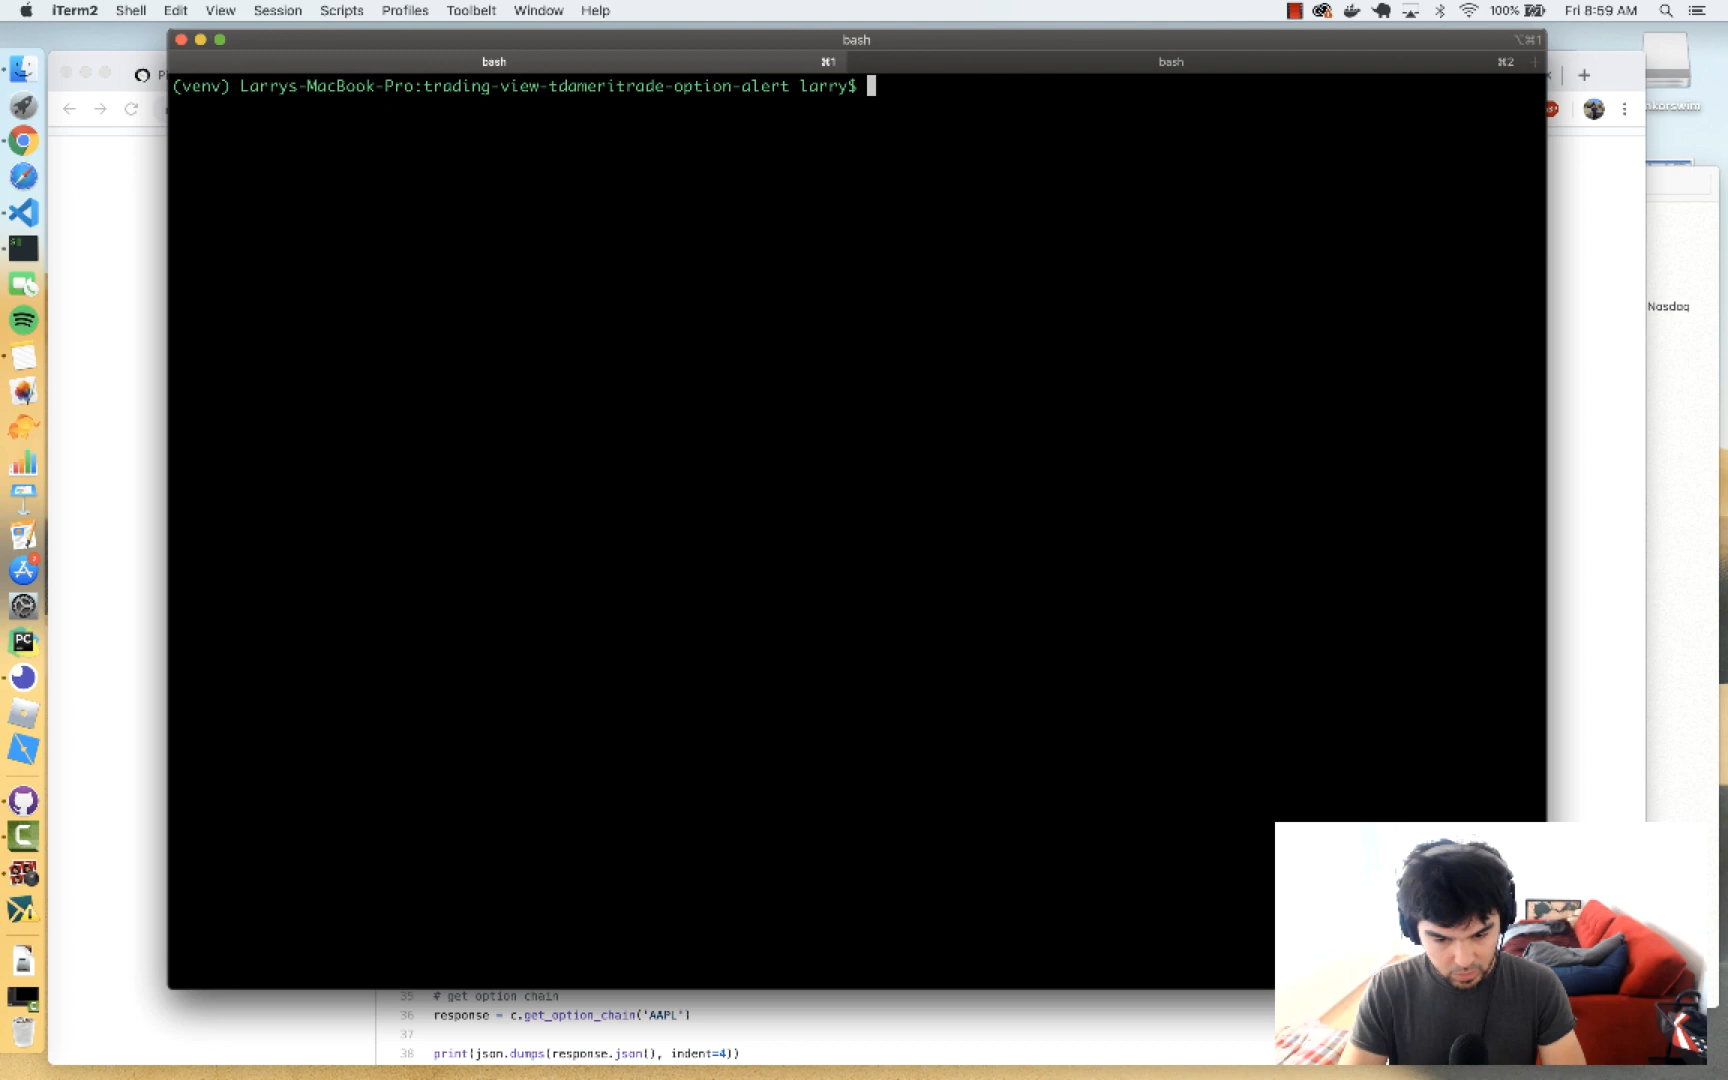 iTerm2 Shell Edit View Session Scripts Profiles Toolbelt Window Help 100% Fri 8:59 AM
bash ⌥⌘1
bash ⌘1 bash ⌘2 +
(venv) Larrys-MacBook-Pro:trading-view-tdameritrade-option-alert larry$
Nasdaq
35 # get option chain
36 response = c.get_option_chain('AAPL')
37
38 print(json.dumps(response.json(), indent=4))
PC